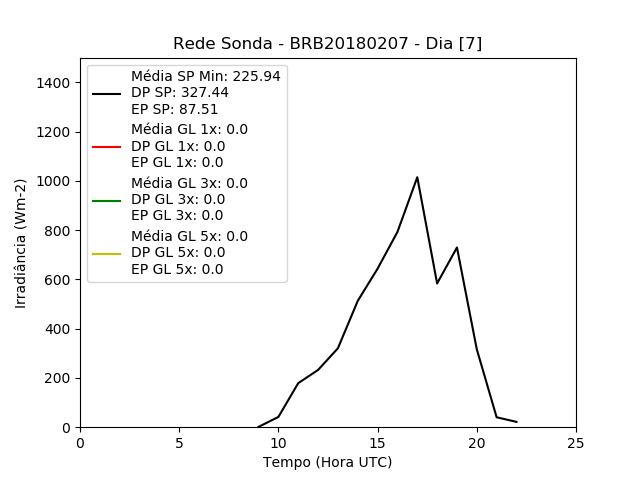 Rede Sonda - BRB20180207 - Dia [7]
Média SP Min: 225.94
DP SP: 327.44
EP SP: 87.51
Média GL 1x: 0.0
DP GL 1x: 0.0
EP GL 1x: 0.0
Média GL 3x: 0.0
DP GL 3x: 0.0
EP GL 3x: 0.0
Média GL 5x: 0.0
DP GL 5x: 0.0
EP GL 5x: 0.0
Irradiância (Wm-2)
1400
1200
1000
800
600
400
200
0
0 5 10 15 20 25
Tempo (Hora UTC)